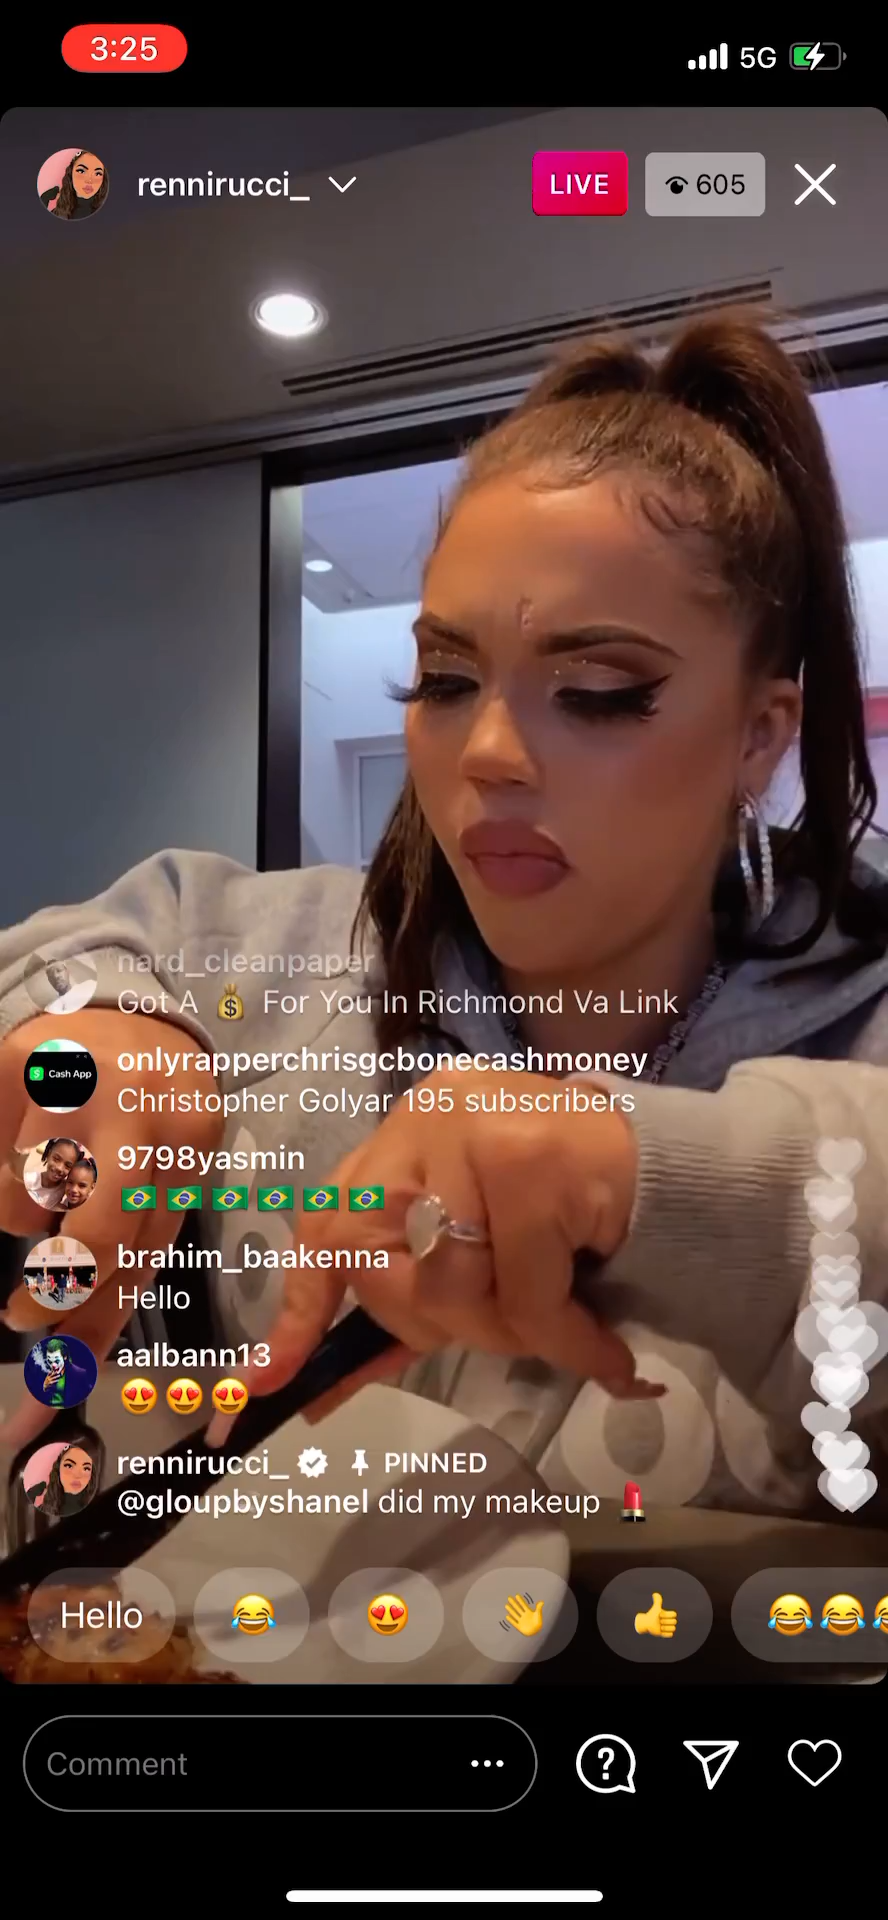 3:25
5G
rennirucci_
LIVE
605
nard_cleanpaper
Got A 💰 For You In Richmond Va Link
onlyrapperchrisgcbonecashmoney
Cash App
Christopher Golyar 195 subscribers
9798yasmin
🇧🇷 🇧🇷 🇧🇷 🇧🇷 🇧🇷 🇧🇷
brahim_baakenna
Hello
aalbann13
😍 😍 😍
rennirucci_ PINNED
@gloupbyshanel did my makeup 💄
Hello 😂 😍 👋 👍 😂😂😂
Comment